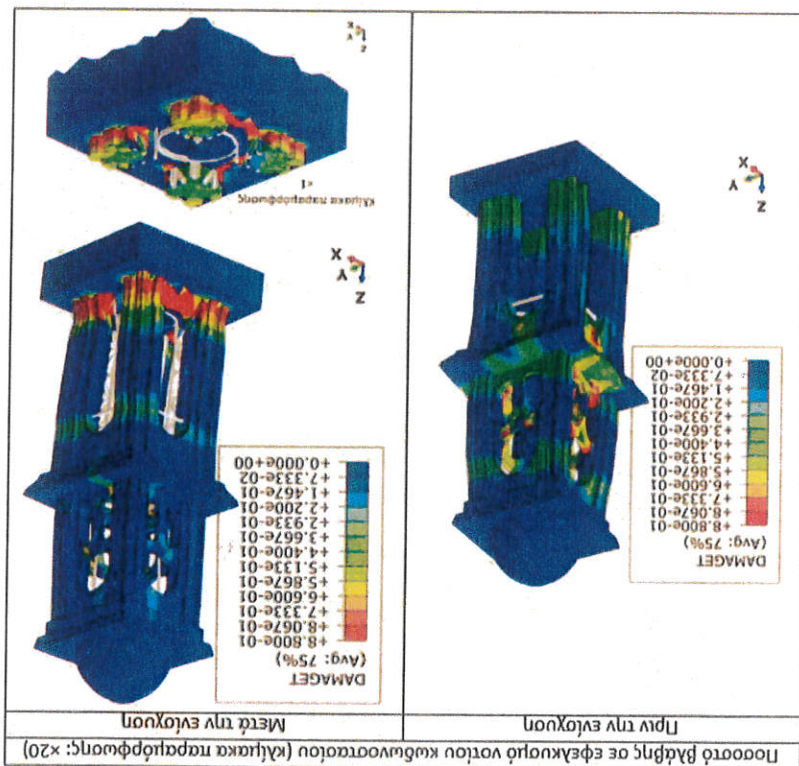 Ποσοστό βλάβης σε εφελκυσμό νοτίου κωδωνοστασίου (κλίμακα παραμόρφωσης: ×20)
Πριν την ενίσχυση
Μετά την ενίσχυση
DAMAGET
(Avg: 75%)
+8.800e-01
+8.067e-01
+7.333e-01
+6.600e-01
+5.867e-01
+5.133e-01
+4.400e-01
+3.667e-01
+2.933e-01
+2.200e-01
+1.467e-01
+7.333e-02
+0.000e+00
Z
Y
X
DAMAGET
(Avg: 75%)
+8.800e-01
+8.067e-01
+7.333e-01
+6.600e-01
+5.867e-01
+5.133e-01
+4.400e-01
+3.667e-01
+2.933e-01
+2.200e-01
+1.467e-01
+7.333e-02
+0.000e+00
Z
Y
X
κλίμακα παραμόρφωσης
×1
Z
Y
X